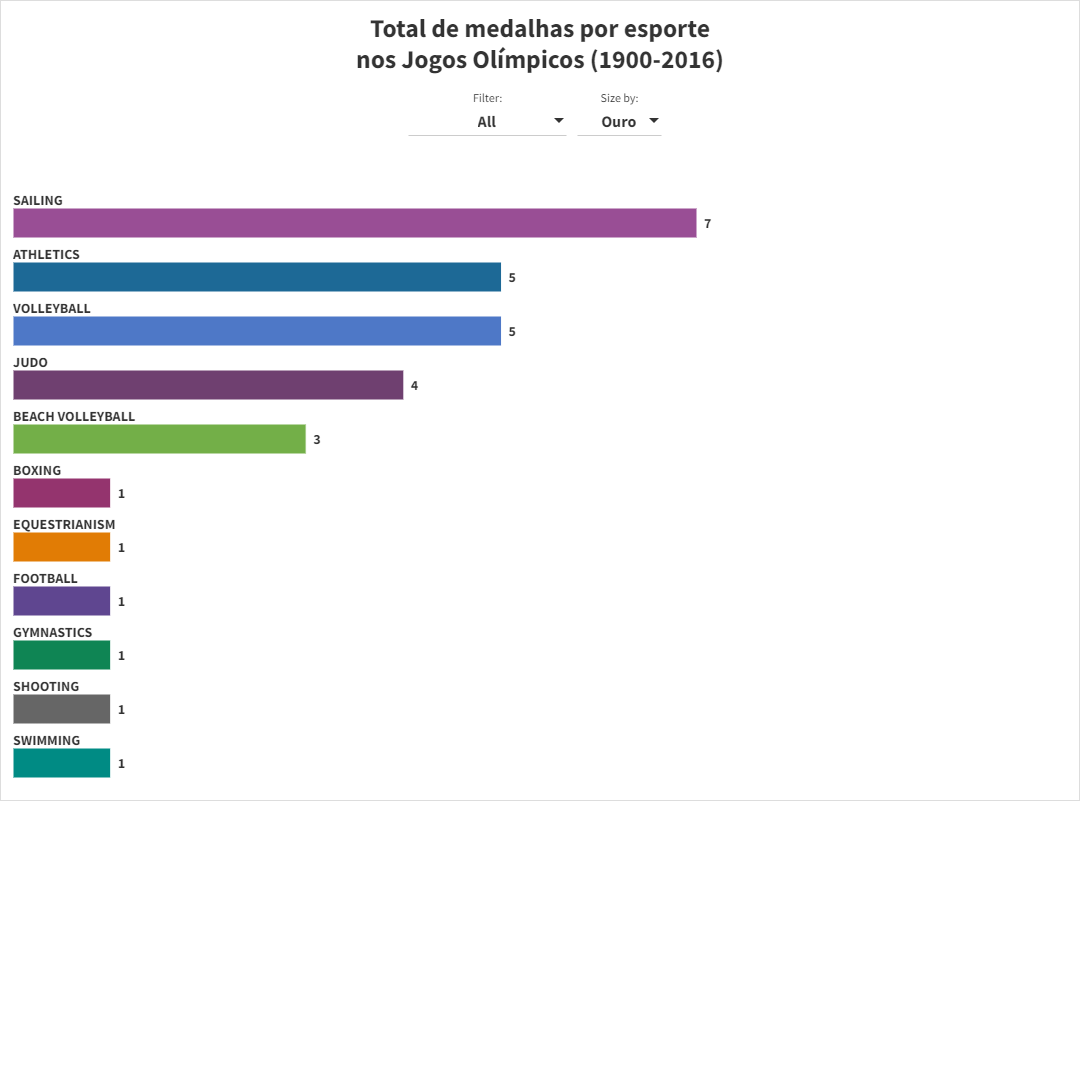 Total de medalhas por esporte
nos Jogos Olímpicos (1900-2016)
Filter:
Size by:
All
Ouro
SAILING
7
ATHLETICS
5
VOLLEYBALL
5
JUDO
4
BEACH VOLLEYBALL
3
BOXING
1
EQUESTRIANISM
1
FOOTBALL
1
GYMNASTICS
1
SHOOTING
1
SWIMMING
1